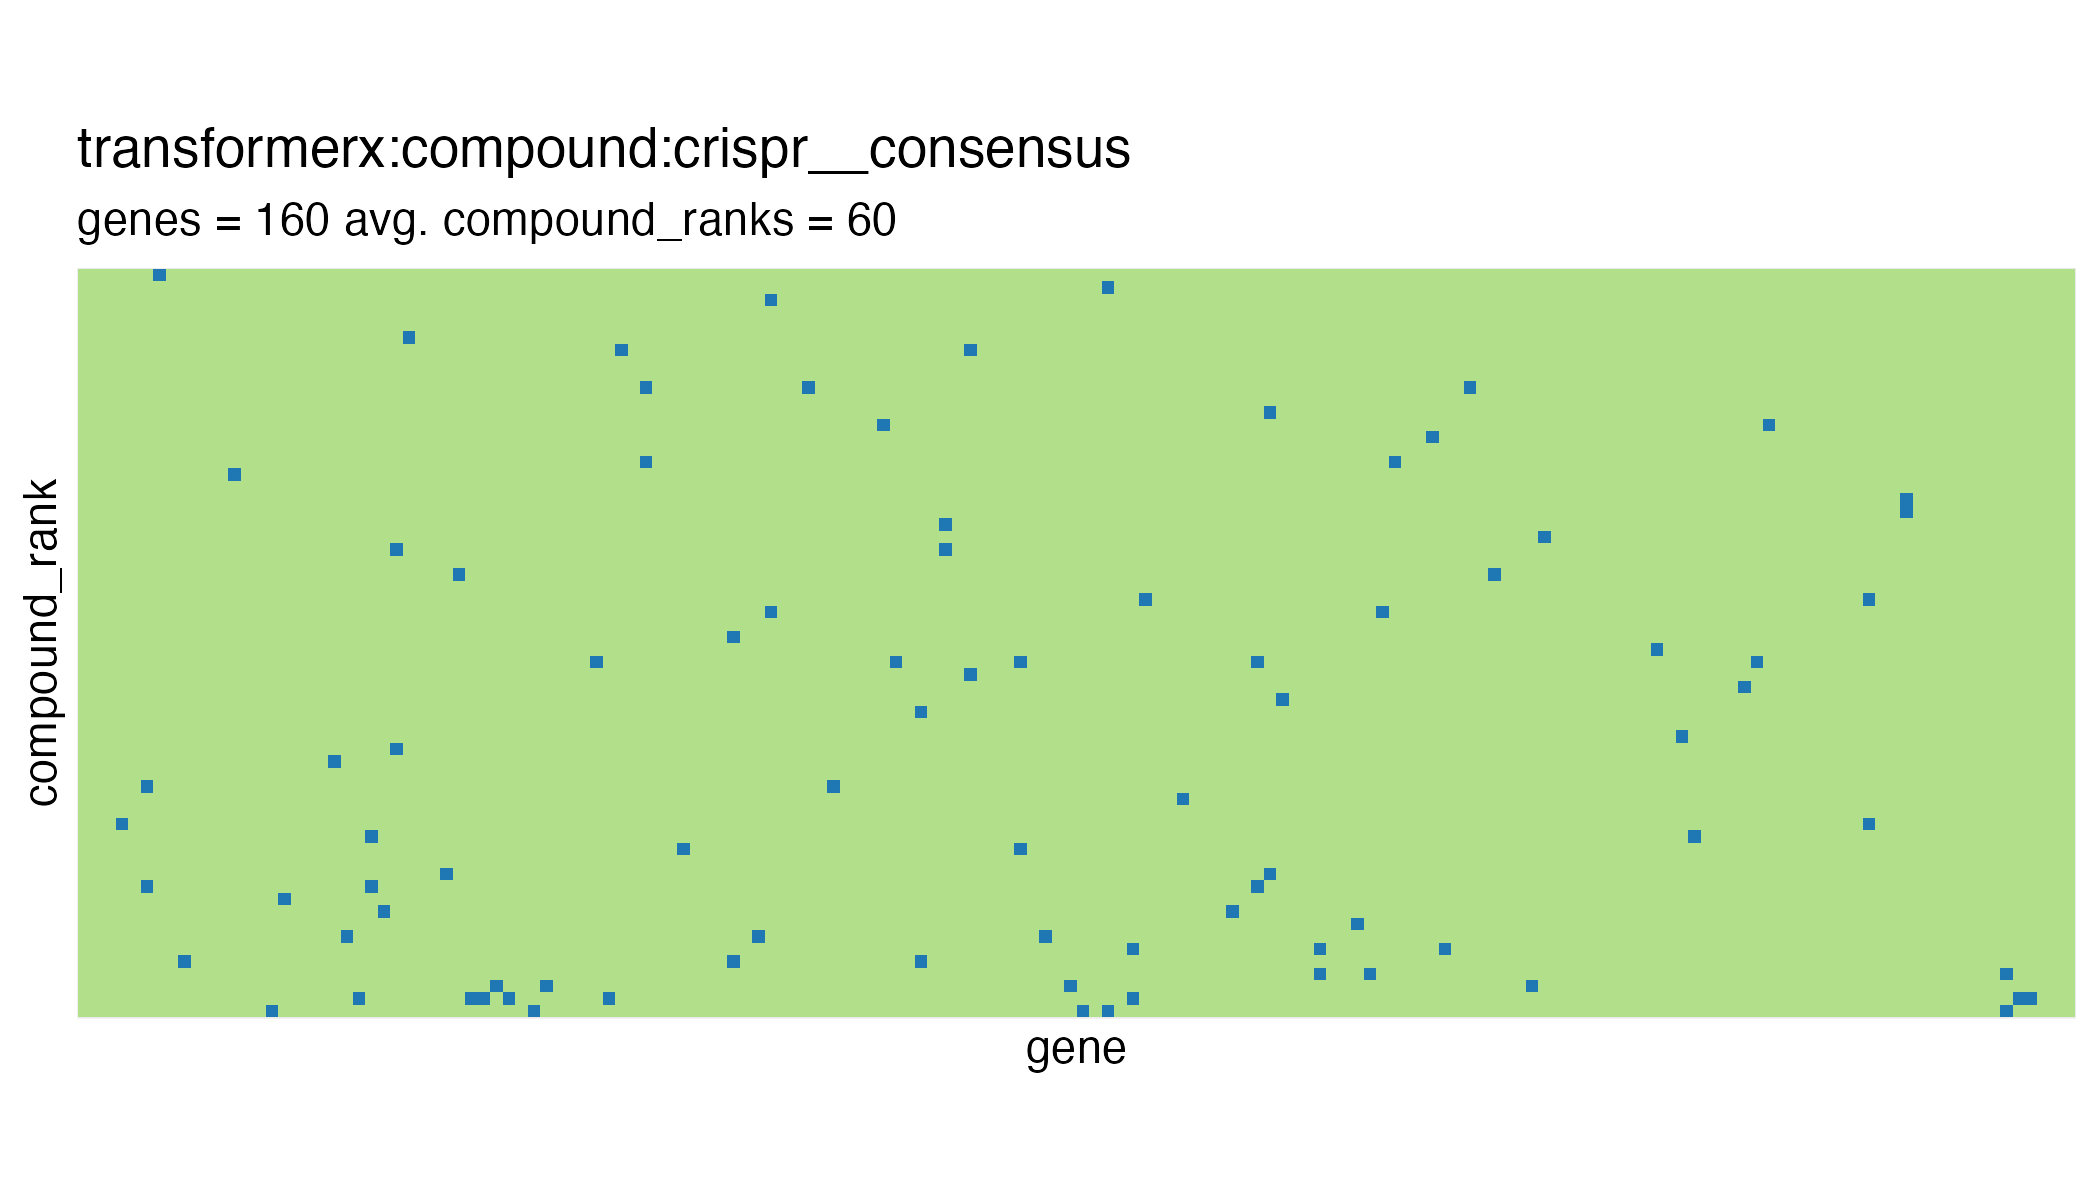 transformerx:compound:crispr__consensus
genes = 160 avg. compound_ranks = 60
compound_rank
gene